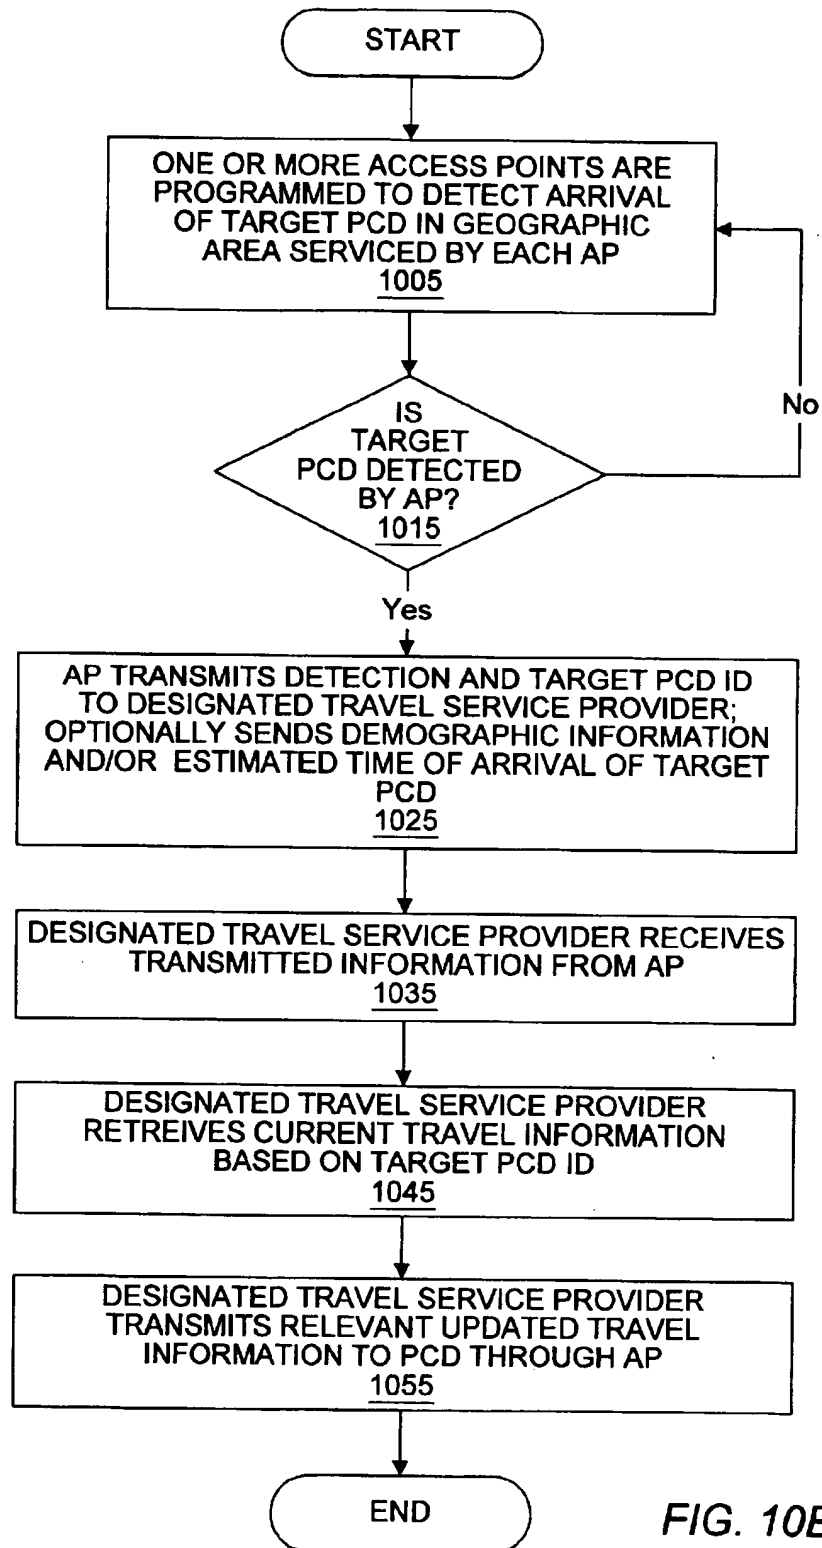 START
ONE OR MORE ACCESS POINTS ARE
PROGRAMMED TO DETECT ARRIVAL
OF TARGET PCD IN GEOGRAPHIC
AREA SERVICED BY EACH AP
1005
IS
TARGET
PCD DETECTED
BY AP?
1015
No
Yes
AP TRANSMITS DETECTION AND TARGET PCD ID
TO DESIGNATED TRAVEL SERVICE PROVIDER;
OPTIONALLY SENDS DEMOGRAPHIC INFORMATION
AND/OR ESTIMATED TIME OF ARRIVAL OF TARGET
PCD
1025
DESIGNATED TRAVEL SERVICE PROVIDER RECEIVES
TRANSMITTED INFORMATION FROM AP
1035
DESIGNATED TRAVEL SERVICE PROVIDER
RETREIVES CURRENT TRAVEL INFORMATION
BASED ON TARGET PCD ID
1045
DESIGNATED TRAVEL SERVICE PROVIDER
TRANSMITS RELEVANT UPDATED TRAVEL
INFORMATION TO PCD THROUGH AP
1055
END
FIG. 10B